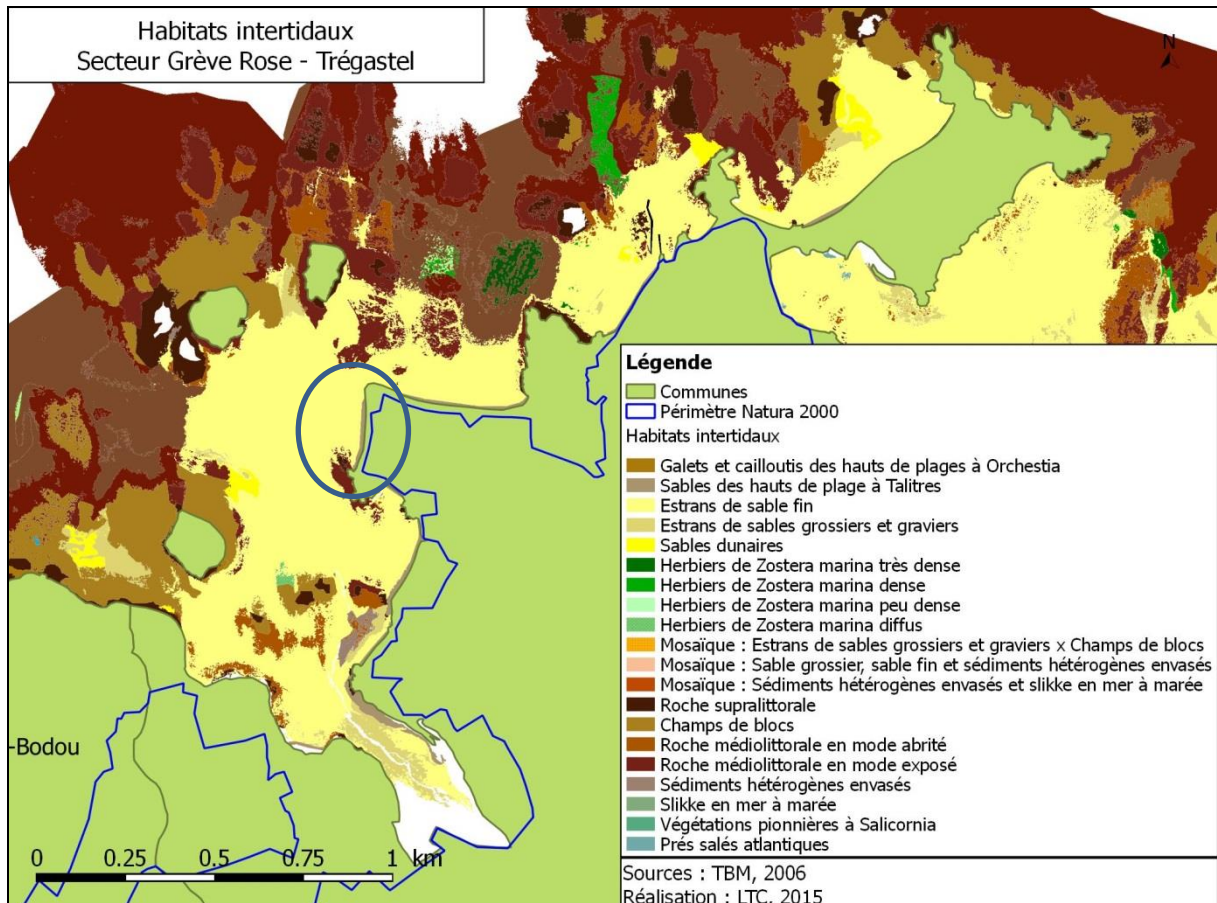 Habitats intertidaux
Secteur Grève Rose - Trégastel
N
Légende
Communes
Périmètre Natura 2000
Habitats intertidaux
Galets et cailloutis des hauts de plages à Orchestia
Sables des hauts de plage à Talitres
Estrans de sable fin
Estrans de sables grossiers et graviers
Sables dunaires
Herbiers de Zostera marina très dense
Herbiers de Zostera marina dense
Herbiers de Zostera marina peu dense
Herbiers de Zostera marina diffus
Mosaïque : Estrans de sables grossiers et graviers x Champs de blocs
Mosaïque : Sable grossier, sable fin et sédiments hétérogènes envasés
Mosaïque : Sédiments hétérogènes envasés et slikke en mer à marée
Roche supralittorale
Champs de blocs
Roche médiolittorale en mode abrité
Roche médiolittorale en mode exposé
Sédiments hétérogènes envasés
Slikke en mer à marée
Végétations pionnières à Salicornia
Prés salés atlantiques
-Bodou
0 0.25 0.5 0.75 1 km
Sources : TBM, 2006
Réalisation : LTC, 2015